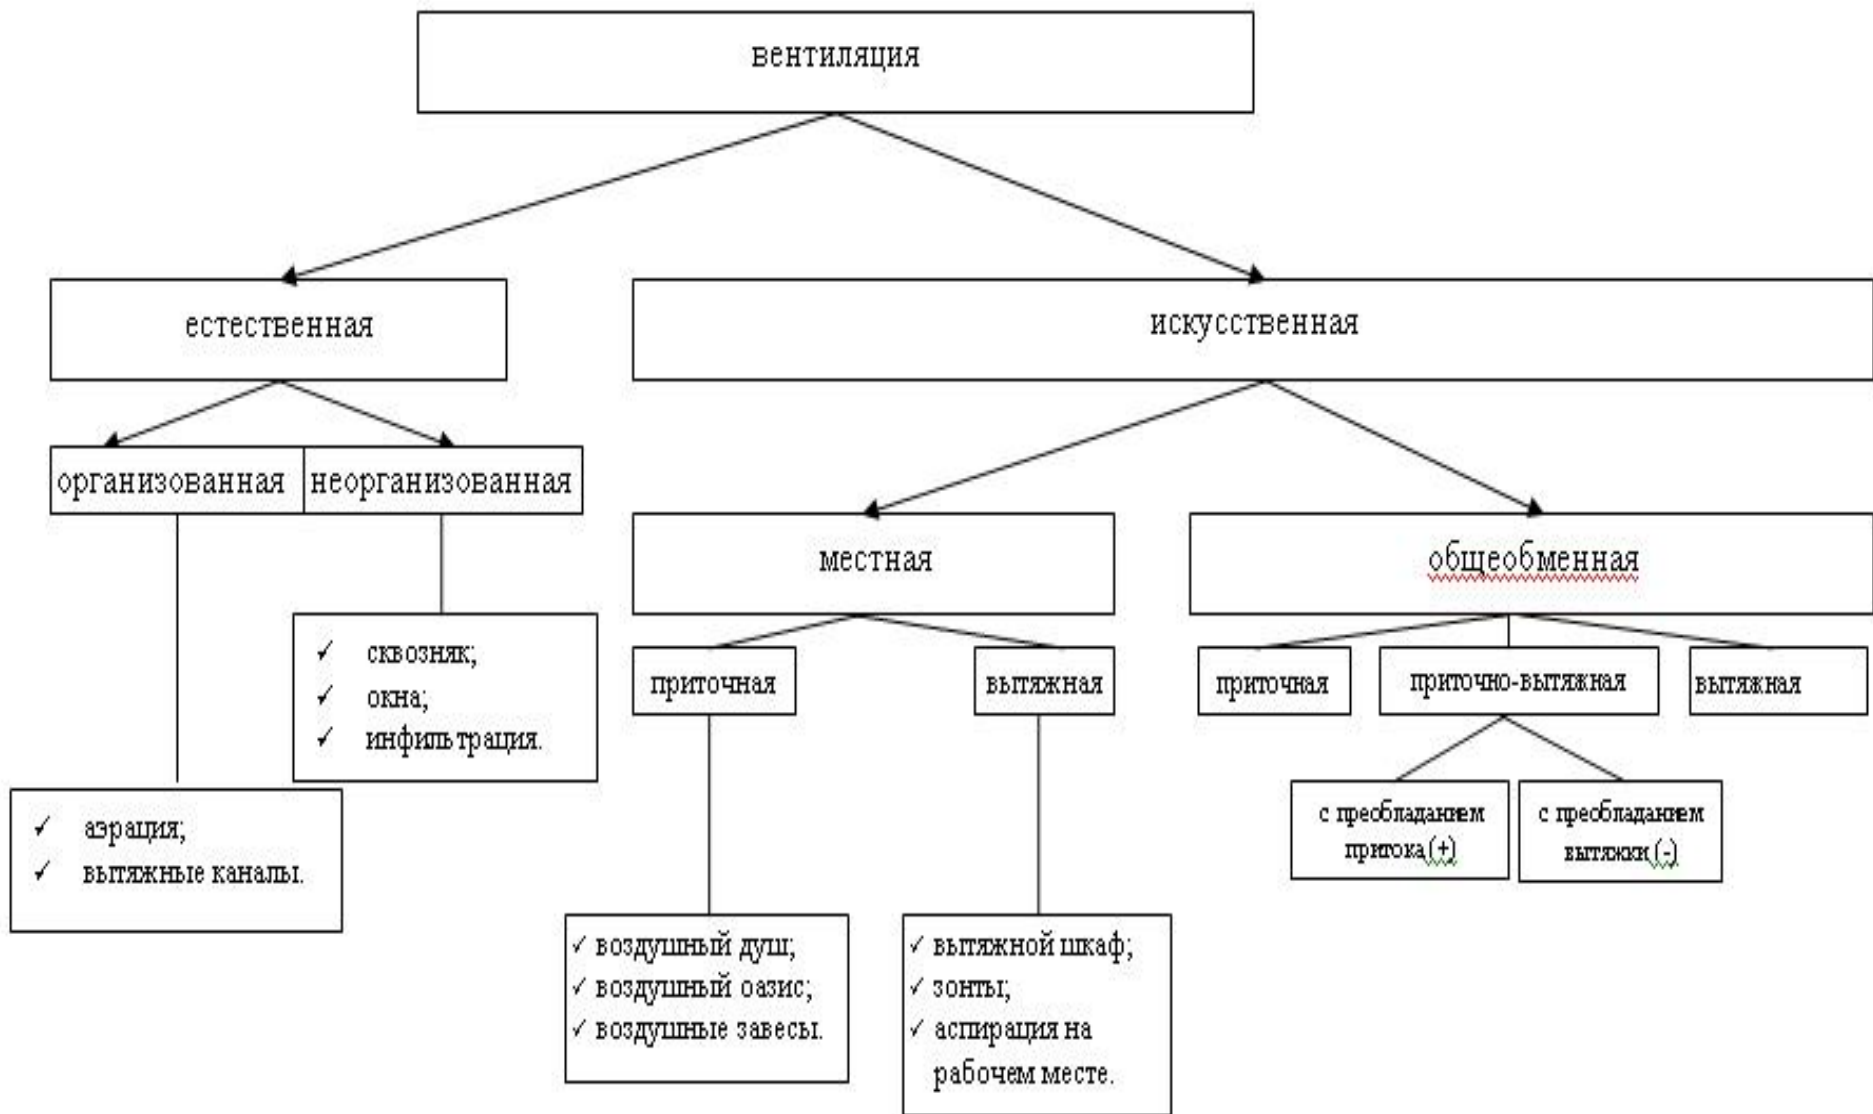 вентиляция
естественная
искусственная
организованная
неорганизованная
местная
общеобменная
сквозняк;
окна;
инфильтрация.
приточная
вытяжная
приточная
приточно-вытяжная
вытяжная
аэрация;
вытяжные каналы.
с преобладанием
притока(+)
с преобладанием
вытяжки(-)
воздушный душ;
воздушный оазис;
воздушные завесы.
вытяжной шкаф;
зонты;
аспирация на
рабочем месте.